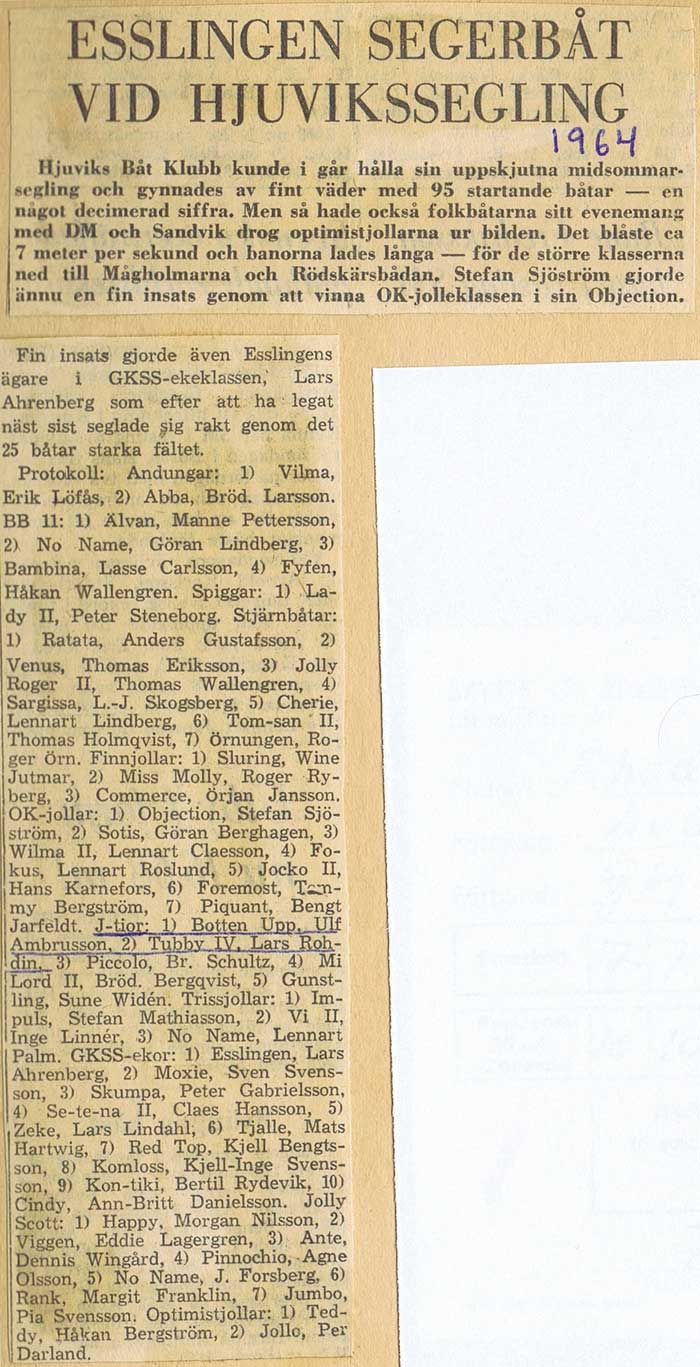 ESSLINGEN SEGERBÅT
VID HJUVIKSSEGLING
1964
Hjuviks Båt Klubb kunde i går hålla sin uppskjutna midsommar-
segling och gynnades av fint väder med 95 startande båtar — en
något decimerad siffra. Men så hade också folkbåtarna sitt evenemang
med DM och Sandvik drog optimistjollarna ur bilden. Det blåste ca
7 meter per sekund och banorna lades långa — för de större klasserna
ned till Mågholmarna och Rödskärsbådan. Stefan Sjöström gjorde
ännu en fin insats genom att vinna OK-jolleklassen i sin Objection.
Fin insats gjorde även Esslingens
ägare i GKSS-ekeklassen, Lars
Ahrenberg som efter att ha legat
näst sist seglade sig rakt genom det
25 båtar starka fältet.
Protokoll: Andungar: 1) Vilma,
Erik Löfås, 2) Abba, Bröd. Larsson.
BB 11: 1) Älvan, Manne Pettersson,
2) No Name, Göran Lindberg, 3)
Bambina, Lasse Carlsson, 4) Fyfen,
Håkan Wallengren. Spiggar: 1) La-
dy II, Peter Steneborg. Stjärnbåtar:
1) Ratata, Anders Gustafsson, 2)
Venus, Thomas Eriksson, 3) Jolly
Roger II, Thomas Wallengren, 4)
Sargissa, L.-J. Skogsberg, 5) Cherie,
Lennart Lindberg, 6) Tom-san II,
Thomas Holmqvist, 7) Örnungen, Ro-
ger Örn. Finnjollar: 1) Sluring, Wine
Jutmar, 2) Miss Molly, Roger Ry-
berg, 3) Commerce, Örjan Jansson.
OK-jollar: 1) Objection, Stefan Sjö-
ström, 2) Sotis, Göran Berghagen, 3)
Wilma II, Lennart Claesson, 4) Fo-
kus, Lennart Roslund, 5) Jocko II,
Hans Karnefors, 6) Foremost, Tam-
my Bergström, 7) Piquant, Bengt
Jarfeldt. J-tior: 1) Botten Upp, Ulf
Ambrusson, 2) Tubby IV, Lars Roh-
din, 3) Piccolo, Br. Schultz, 4) Mi
Lord II, Bröd. Bergqvist, 5) Gunst-
ling, Sune Widén. Trissjollar: 1) Im-
puls, Stefan Mathiasson, 2) Vi II,
Inge Linnér, 3) No Name, Lennart
Palm. GKSS-ekor: 1) Esslingen, Lars
Ahrenberg, 2) Moxie, Sven Svens-
son, 3) Skumpa, Peter Gabrielsson,
4) Se-te-na II, Claes Hansson, 5)
Zeke, Lars Lindahl, 6) Tjalle, Mats
Hartwig, 7) Red Top, Kjell Bengts-
son, 8) Komloss, Kjell-Inge Svens-
son, 9) Kon-tiki, Bertil Rydevik, 10)
Cindy, Ann-Britt Danielsson. Jolly
Scott: 1) Happy, Morgan Nilsson, 2)
Viggen, Eddie Lagergren, 3) Ante,
Dennis Wingård, 4) Pinnochio, Agne
Olsson, 5) No Name, J. Forsberg, 6)
Rank, Margit Franklin, 7) Jumbo,
Pia Svensson. Optimistjollar: 1) Ted-
dy, Håkan Bergström, 2) Jollo, Per
Darland.